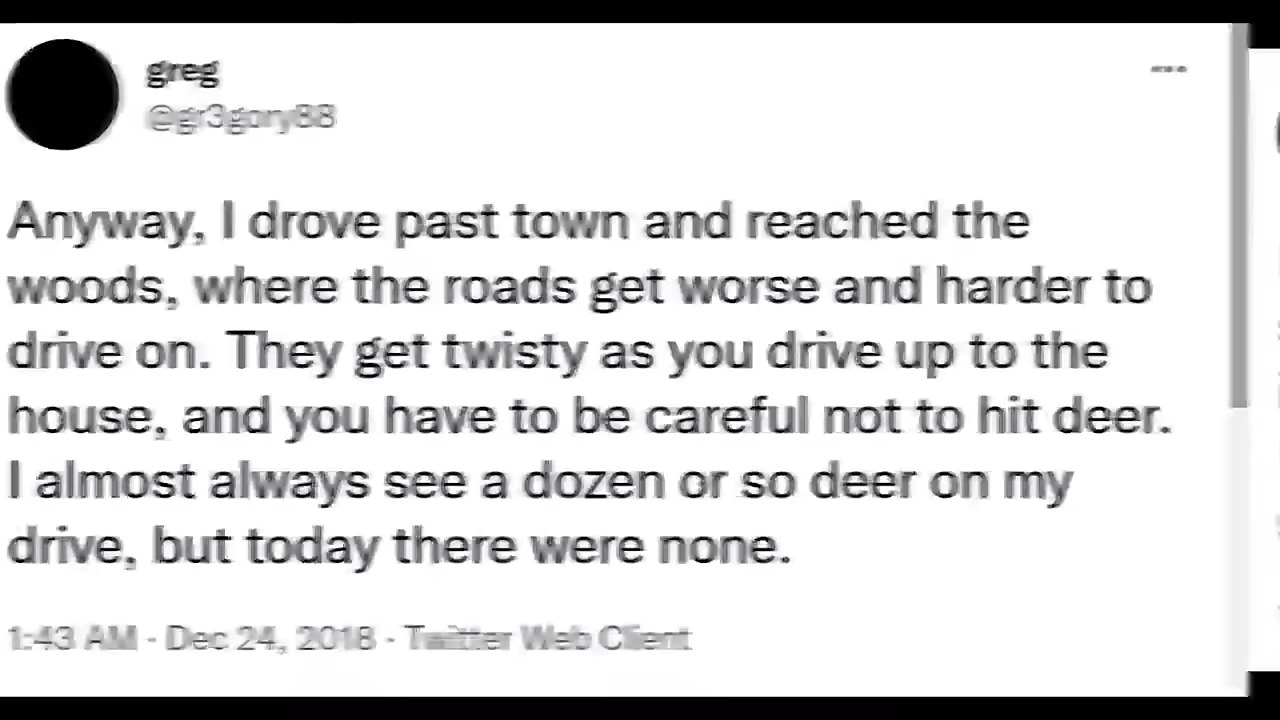 greg
@gr3gory88
Anyway, I drove past town and reached the
woods, where the roads get worse and harder to
drive on. They get twisty as you drive up to the
house, and you have to be careful not to hit deer.
I almost always see a dozen or so deer on my
drive, but today there were none.
1:43 AM · Dec 24, 2018 · Twitter Web Client